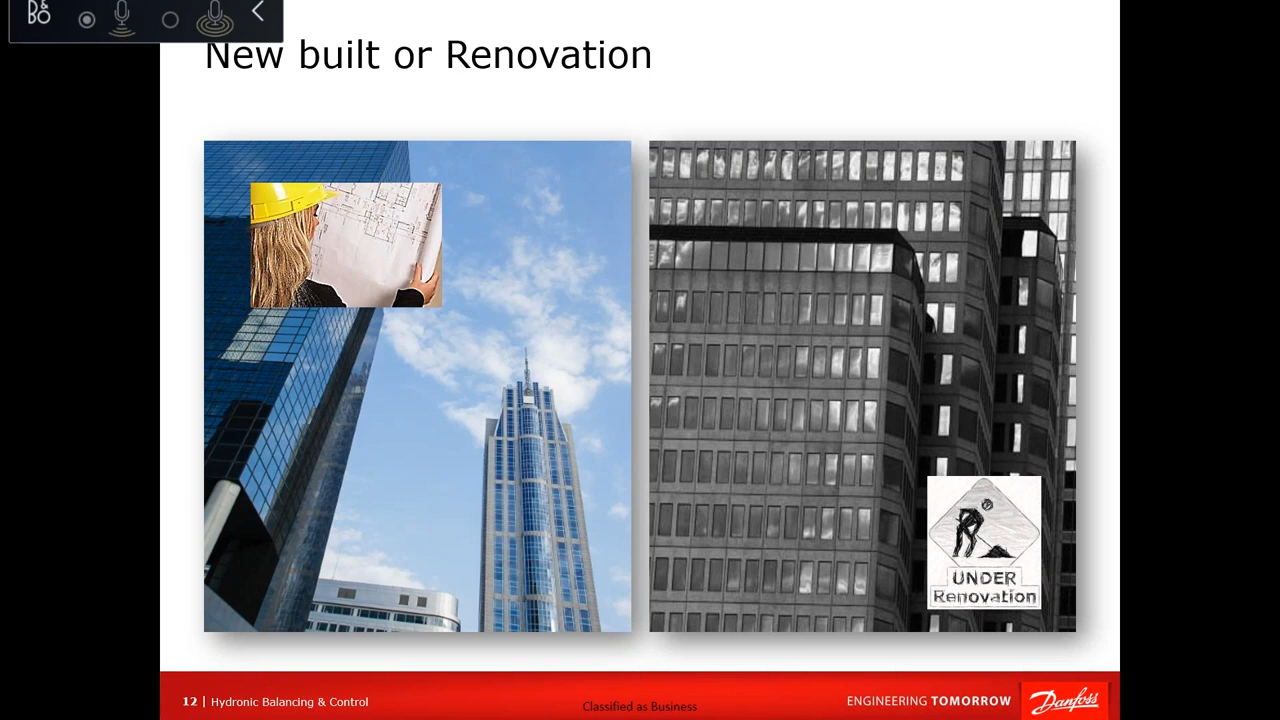 New built or Renovation
UNDER
Renovation
12 | Hydronic Balancing & Control
Classified as Business
ENGINEERING TOMORROW
Danfoss